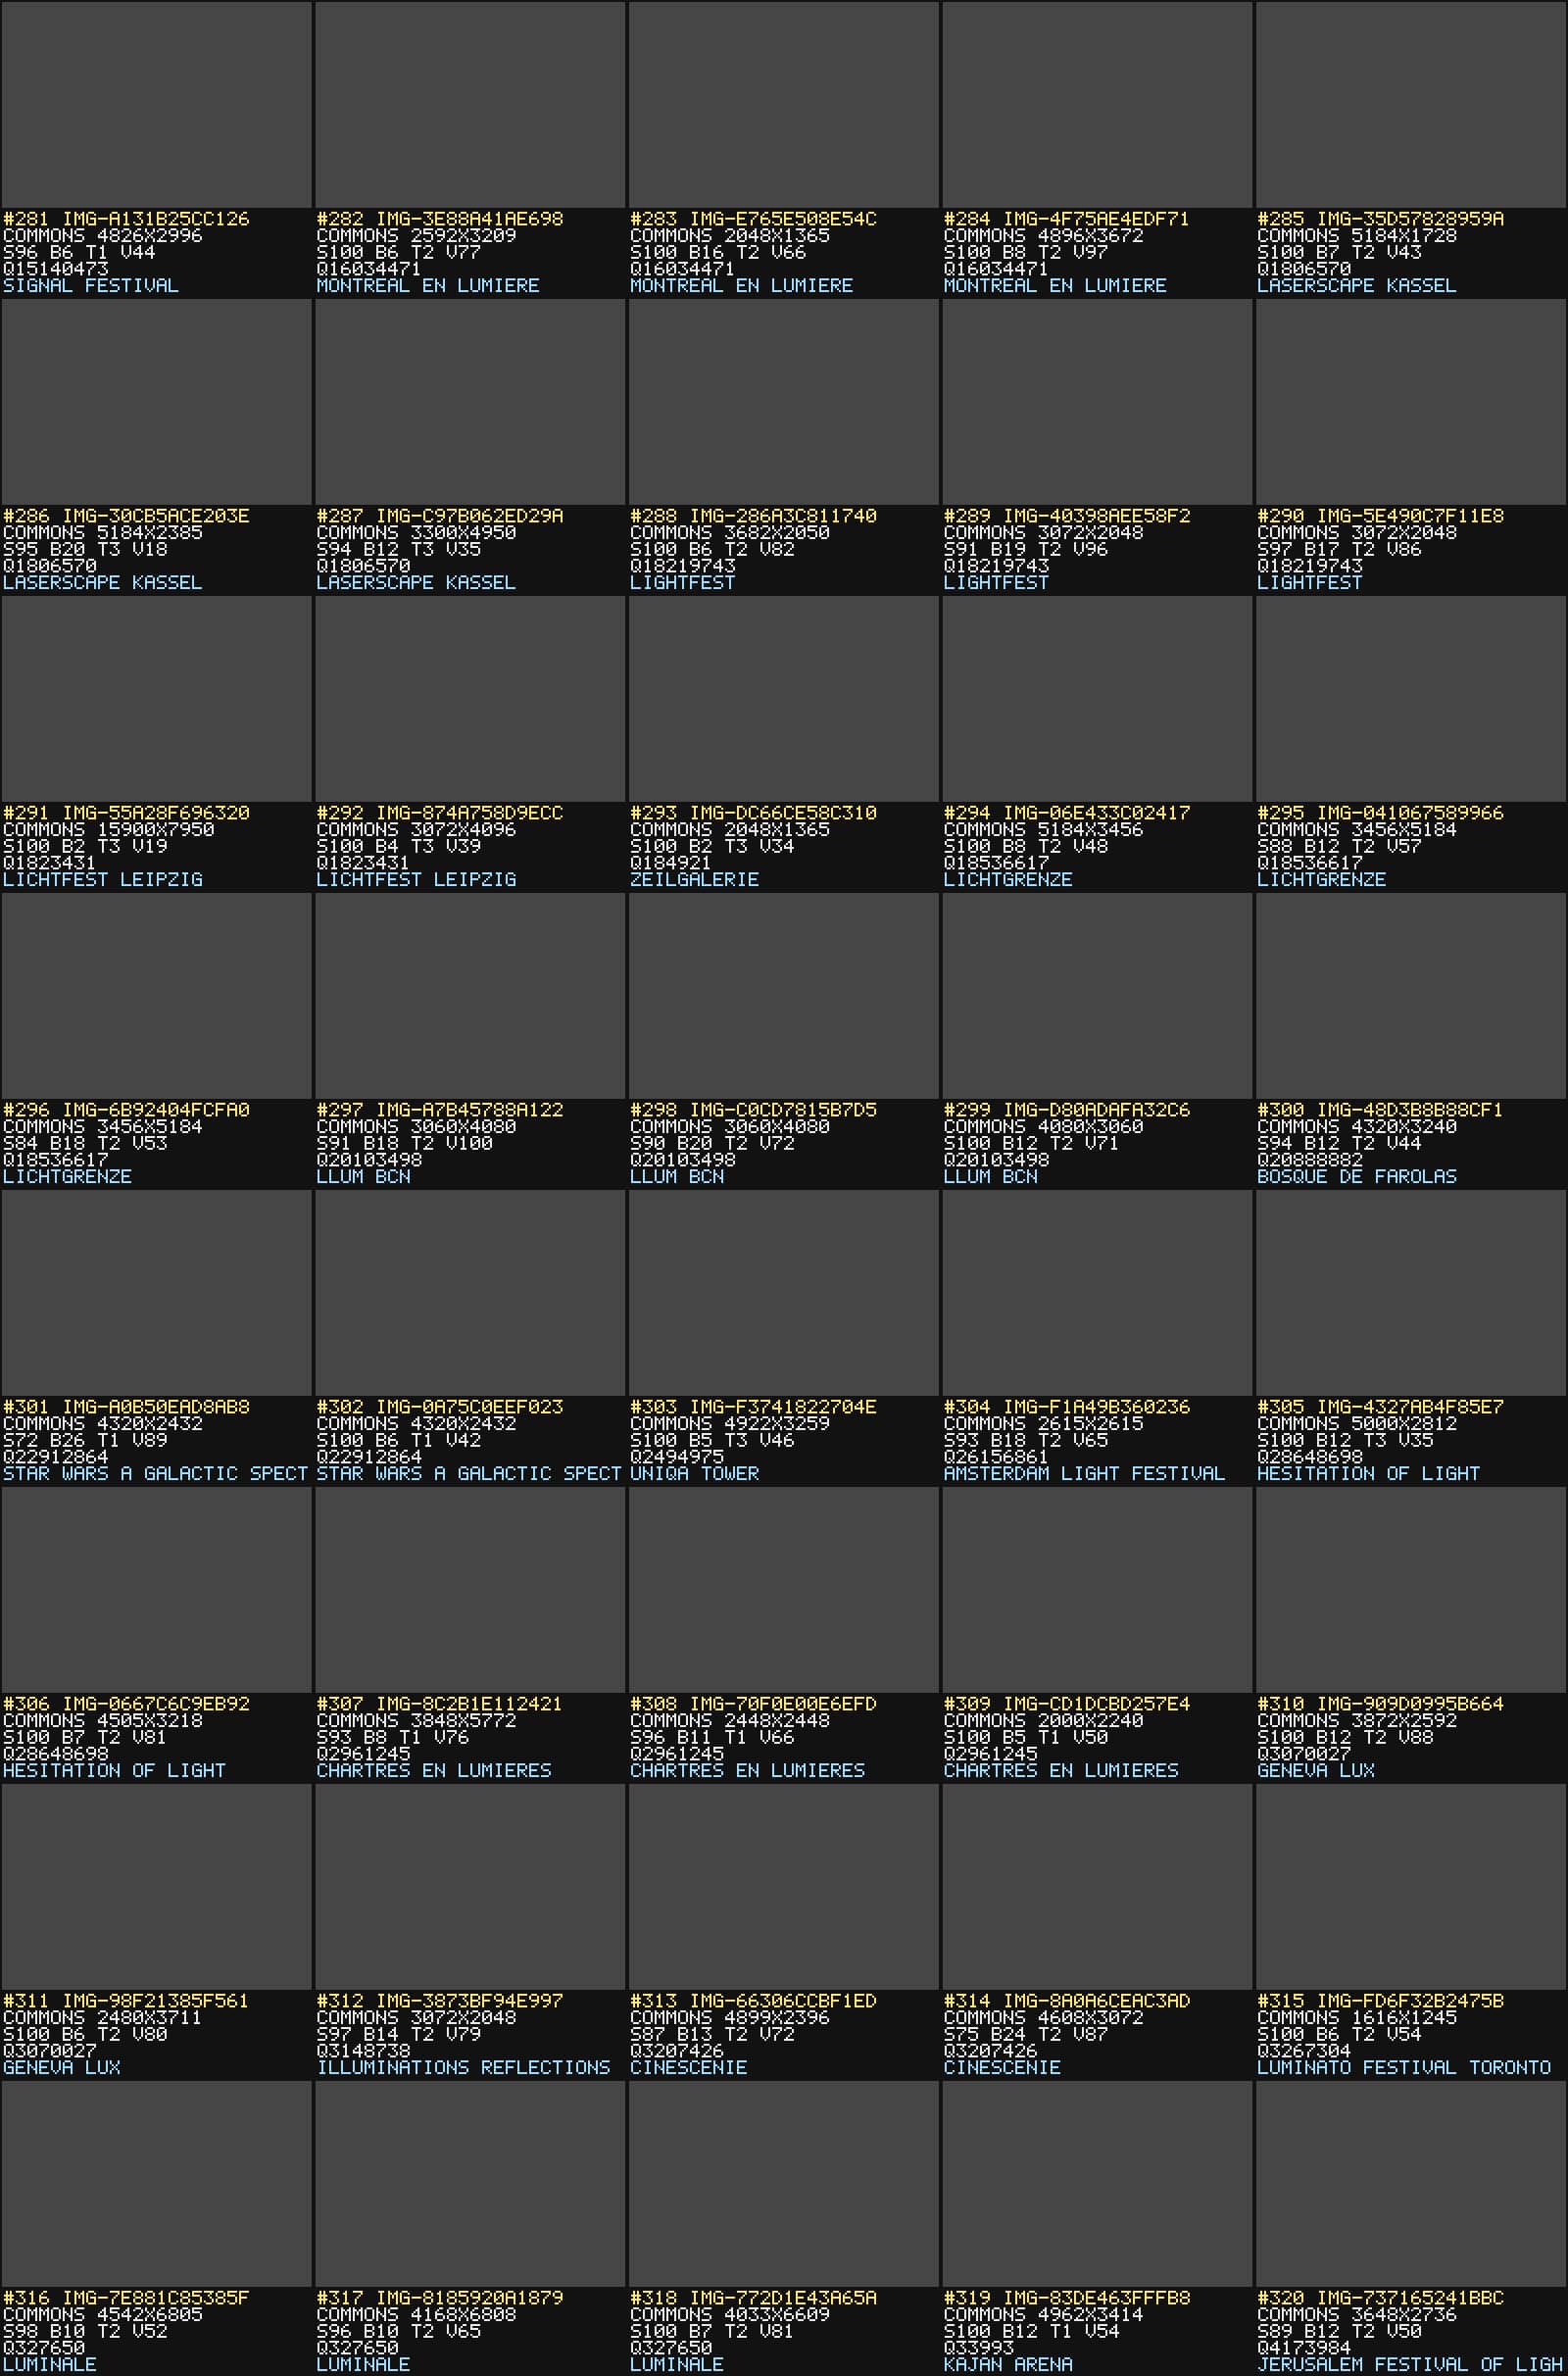 #281 IMG-A131B25CC126
COMMONS 4826X2996
S96 B6 T1 V44
Q15140473
SIGNAL FESTIVAL
#282 IMG-3E88A41AE698
COMMONS 2592X3209
S100 B6 T2 V77
Q16034471
MONTREAL EN LUMIERE
#283 IMG-E765E508E54C
COMMONS 2048X1365
S100 B16 T2 V66
Q16034471
MONTREAL EN LUMIERE
#284 IMG-4F75AE4EDF71
COMMONS 4896X3672
S100 B8 T2 V97
Q16034471
MONTREAL EN LUMIERE
#285 IMG-35D57828959A
COMMONS 5184X1728
S100 B7 T2 V43
Q1806570
LASERSCAPE KASSEL
#286 IMG-30CB5ACE203E
COMMONS 5184X2385
S95 B20 T3 V18
Q1806570
LASERSCAPE KASSEL
#287 IMG-C97B062ED29A
COMMONS 3300X4950
S94 B12 T3 V35
Q1806570
LASERSCAPE KASSEL
#288 IMG-286A3C811740
COMMONS 3682X2050
S100 B6 T2 V82
Q18219743
LIGHTFEST
#289 IMG-40398AEE58F2
COMMONS 3072X2048
S91 B19 T2 V96
Q18219743
LIGHTFEST
#290 IMG-5E490C7F11E8
COMMONS 3072X2048
S97 B17 T2 V86
Q18219743
LIGHTFEST
#291 IMG-55A28F696320
COMMONS 15900X7950
S100 B2 T3 V19
Q1823431
LICHTFEST LEIPZIG
#292 IMG-874A758D9ECC
COMMONS 3072X4096
S100 B4 T3 V39
Q1823431
LICHTFEST LEIPZIG
#293 IMG-DC66CE58C310
COMMONS 2048X1365
S100 B2 T3 V34
Q184921
ZEILGALERIE
#294 IMG-06E433C02417
COMMONS 5184X3456
S100 B8 T2 V48
Q18536617
LICHTGRENZE
#295 IMG-041067589966
COMMONS 3456X5184
S88 B12 T2 V57
Q18536617
LICHTGRENZE
#296 IMG-6B92404FCFA0
COMMONS 3456X5184
S84 B18 T2 V53
Q18536617
LICHTGRENZE
#297 IMG-A7B45788A122
COMMONS 3060X4080
S91 B18 T2 V100
Q20103498
LLUM BCN
#298 IMG-C0CD7815B7D5
COMMONS 3060X4080
S90 B20 T2 V72
Q20103498
LLUM BCN
#299 IMG-D80ADAFA32C6
COMMONS 4080X3060
S100 B12 T2 V71
Q20103498
LLUM BCN
#300 IMG-48D3B8B88CF1
COMMONS 4320X3240
S94 B12 T2 V44
Q20888882
BOSQUE DE FAROLAS
#301 IMG-A0B50EAD8AB8
COMMONS 4320X2432
S72 B26 T1 V89
Q22912864
STAR WARS A GALACTIC SPECT
#302 IMG-0A75C0EEF023
COMMONS 4320X2432
S100 B6 T1 V42
Q22912864
STAR WARS A GALACTIC SPECT
#303 IMG-F3741822704E
COMMONS 4922X3259
S100 B5 T3 V46
Q2494975
UNIQA TOWER
#304 IMG-F1A49B360236
COMMONS 2615X2615
S93 B18 T2 V65
Q26156861
AMSTERDAM LIGHT FESTIVAL
#305 IMG-4327AB4F85E7
COMMONS 5000X2812
S100 B12 T3 V35
Q28648698
HESITATION OF LIGHT
#306 IMG-0667C6C9EB92
COMMONS 4505X3218
S100 B7 T2 V81
Q28648698
HESITATION OF LIGHT
#307 IMG-8C2B1E112421
COMMONS 3848X5772
S93 B8 T1 V76
Q2961245
CHARTRES EN LUMIERES
#308 IMG-70F0E00E6EFD
COMMONS 2448X2448
S96 B11 T1 V66
Q2961245
CHARTRES EN LUMIERES
#309 IMG-CD1DCBD257E4
COMMONS 2000X2240
S100 B5 T1 V50
Q2961245
CHARTRES EN LUMIERES
#310 IMG-909D0995B664
COMMONS 3872X2592
S100 B12 T2 V88
Q3070027
GENEVA LUX
#311 IMG-98F21385F561
COMMONS 2480X3711
S100 B6 T2 V80
Q3070027
GENEVA LUX
#312 IMG-3873BF94E997
COMMONS 3072X2048
S97 B14 T2 V79
Q3148738
ILLUMINATIONS REFLECTIONS
#313 IMG-66306CCBF1ED
COMMONS 4899X2396
S87 B13 T2 V72
Q3207426
CINESCENIE
#314 IMG-8A0A6CEAC3AD
COMMONS 4608X3072
S75 B24 T2 V87
Q3207426
CINESCENIE
#315 IMG-FD6F32B2475B
COMMONS 1616X1245
S100 B6 T2 V54
Q3267304
LUMINATO FESTIVAL TORONTO
#316 IMG-7E881C85385F
COMMONS 4542X6805
S98 B10 T2 V52
Q327650
LUMINALE
#317 IMG-8185920A1879
COMMONS 4168X6808
S96 B10 T2 V65
Q327650
LUMINALE
#318 IMG-772D1E43A65A
COMMONS 4033X6609
S100 B7 T2 V81
Q327650
LUMINALE
#319 IMG-83DE463FFFB8
COMMONS 4962X3414
S100 B12 T1 V54
Q33993
KAJAN ARENA
#320 IMG-737165241BBC
COMMONS 3648X2736
S89 B12 T2 V50
Q4173984
JERUSALEM FESTIVAL OF LIGH